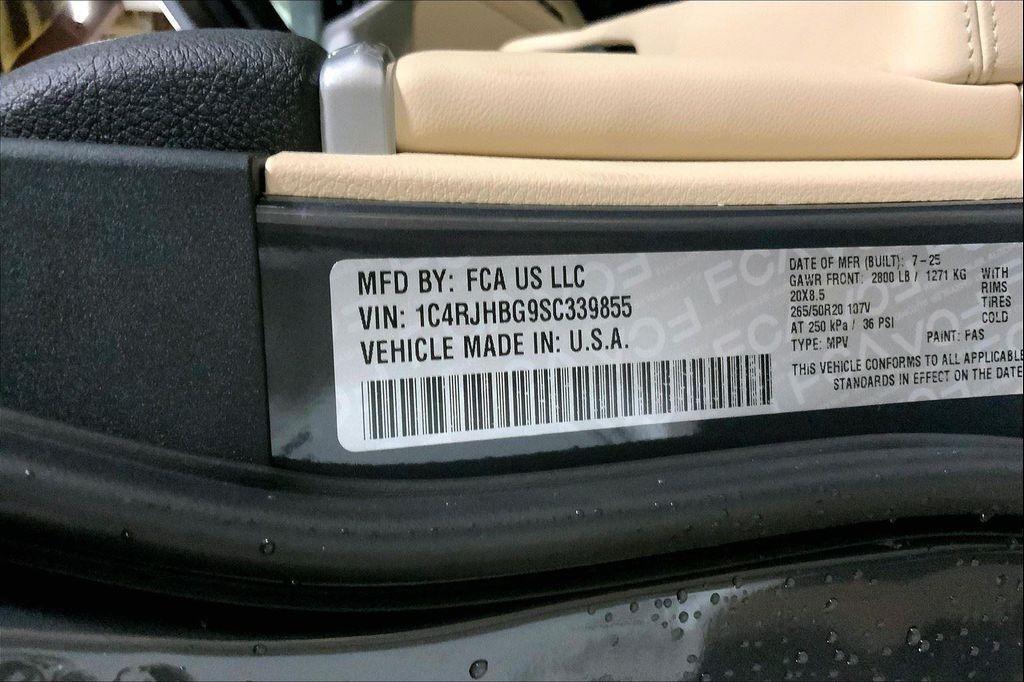 MFD BY: FCA US LLC
VIN: 1C4RJHBG9SC339855
VEHICLE MADE IN: U.S.A.
DATE OF MFR (BUILT): 7-25
GAWR FRONT: 2800 LB / 1271 KG WITH
20X8.5 RIMS
265/50R20 107V TIRES
AT 250 kPa / 36 PSI COLD
TYPE: MPV PAINT: PAS
THIS VEHICLE CONFORMS TO ALL APPLICABLE
STANDARDS IN EFFECT ON THE DATE